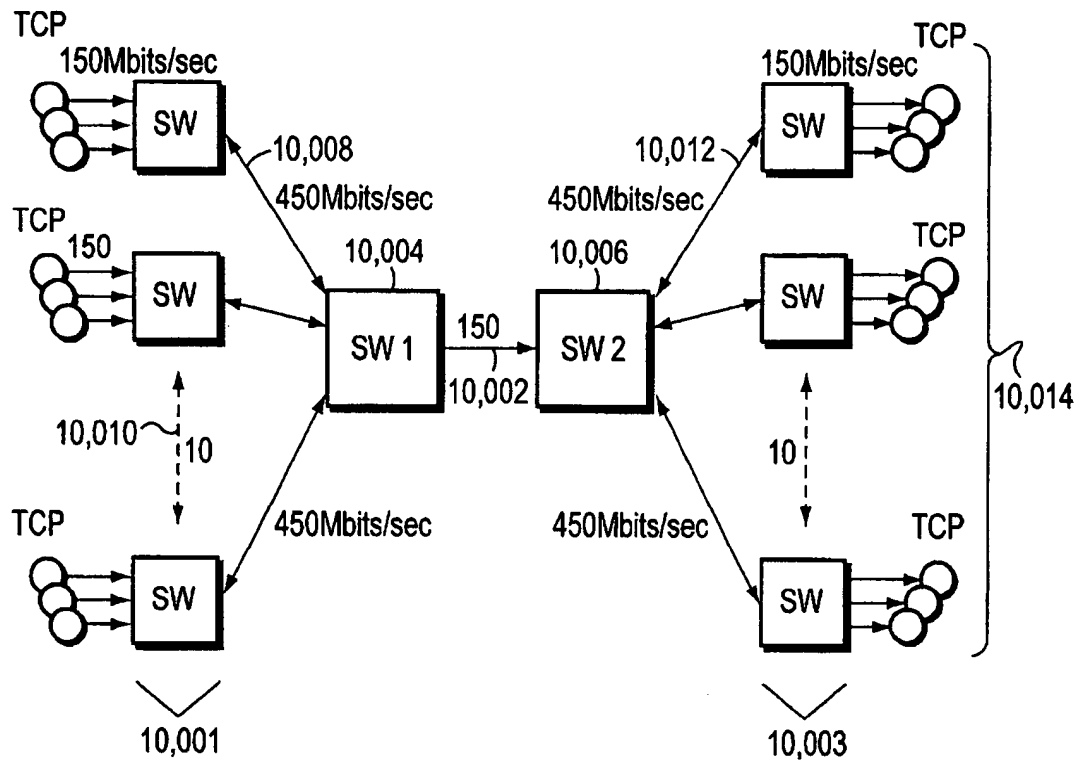 TCP
150Mbits/sec
SW
10,008
450Mbits/sec
TCP
150
SW
10,004
SW 1
150
10,002
10,010
10
450Mbits/sec
TCP
SW
10,001
TCP
150Mbits/sec
SW
10,012
450Mbits/sec
10,006
SW 2
TCP
SW
10,014
10
450Mbits/sec
TCP
SW
10,003